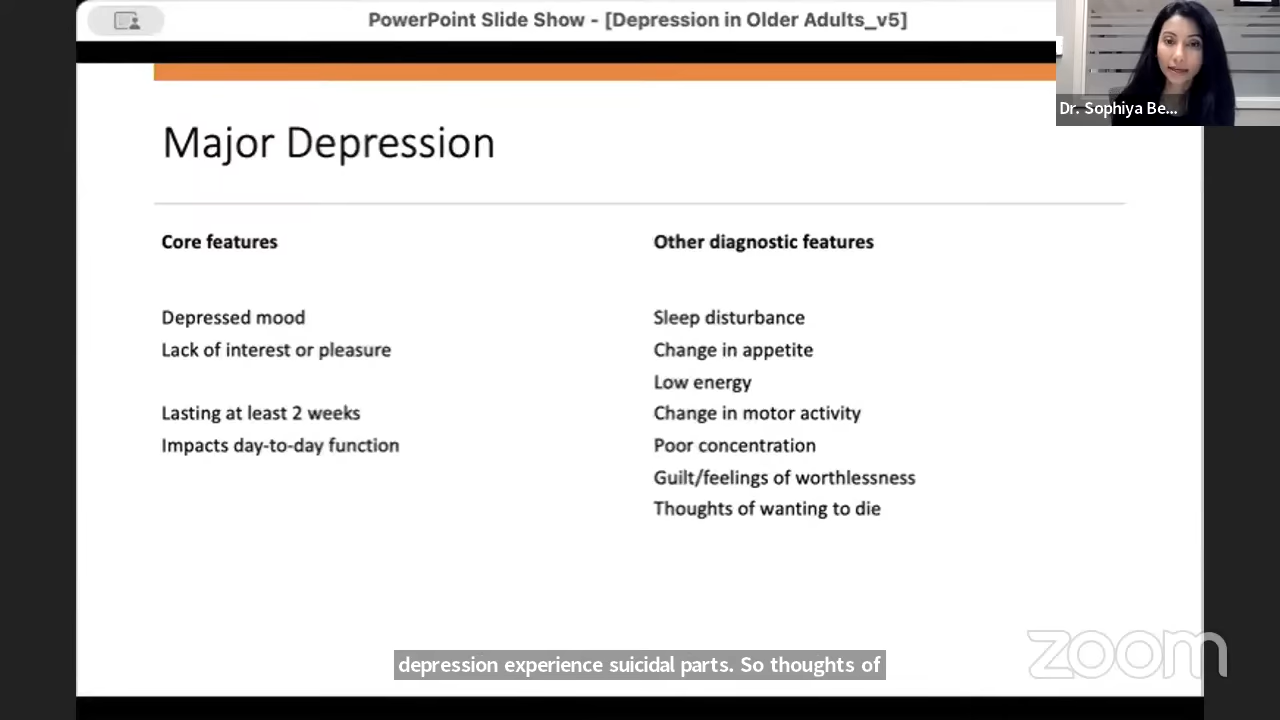 PowerPoint Slide Show - [Depression in Older Adults_v5]
Dr. Sophiya Be...
Major Depression
Core features
Depressed mood
Lack of interest or pleasure
Lasting at least 2 weeks
Impacts day-to-day function
Other diagnostic features
Sleep disturbance
Change in appetite
Low energy
Change in motor activity
Poor concentration
Guilt/feelings of worthlessness
Thoughts of wanting to die
depression experience suicidal parts. So thoughts of
zoom